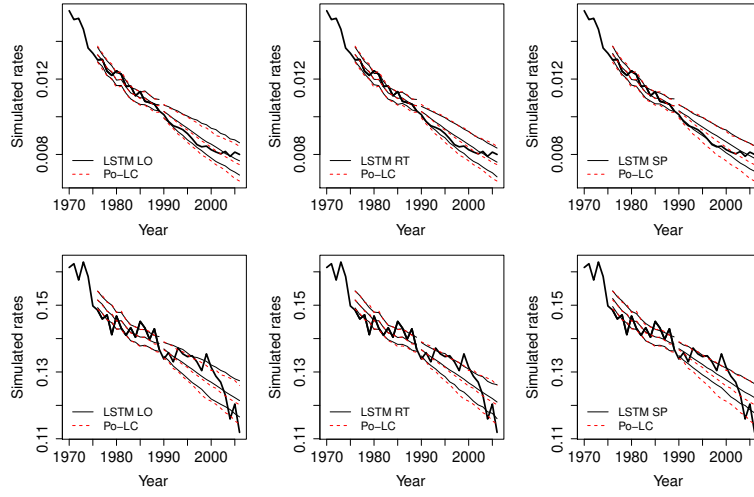 Simulated rates
0.012
0.008
LSTM LO
Po-LC
1970 1980 1990 2000
Year
Simulated rates
0.012
0.008
LSTM RT
Po-LC
1970 1980 1990 2000
Year
Simulated rates
0.012
0.008
LSTM SP
Po-LC
1970 1980 1990 2000
Year
Simulated rates
0.15
0.13
0.11
LSTM LO
Po-LC
1970 1980 1990 2000
Year
Simulated rates
0.15
0.13
0.11
LSTM RT
Po-LC
1970 1980 1990 2000
Year
Simulated rates
0.15
0.13
0.11
LSTM SP
Po-LC
1970 1980 1990 2000
Year